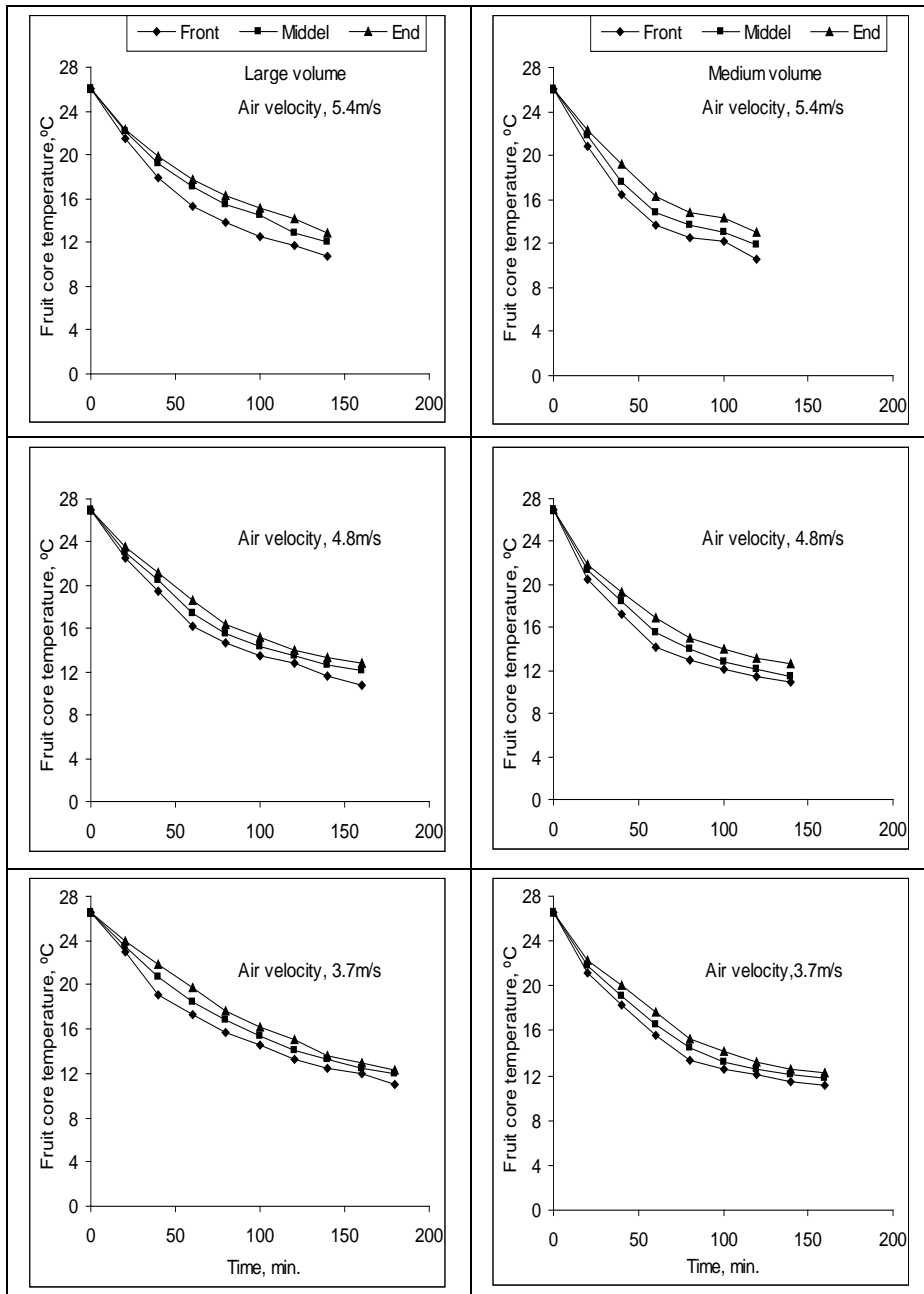 Front Middel End
Large volume
Air velocity, 5.4m/s
Fruit core temperature,ºC
28
24
20
16
12
8
4
0
0 50 100 150 200
Front Middel End
Medium volume
Air velocity, 5.4m/s
Fruit core temperature, ºC
28
24
20
16
12
8
4
0
0 50 100 150 200
Air velocity, 4.8m/s
Fruit core temperature, ºC
28
24
20
16
12
8
4
0
0 50 100 150 200
Air velocity, 4.8m/s
Fruit core temperature, ºC
28
24
20
16
12
8
4
0
0 50 100 150 200
Air velocity, 3.7m/s
Fruit core temperature, ºC
28
24
20
16
12
8
4
0
0 50 100 150 200
Time, min.
Air velocity,3.7m/s
Fruit core temperature, ºC
28
24
20
16
12
8
4
0
0 50 100 150 200
Time, min.